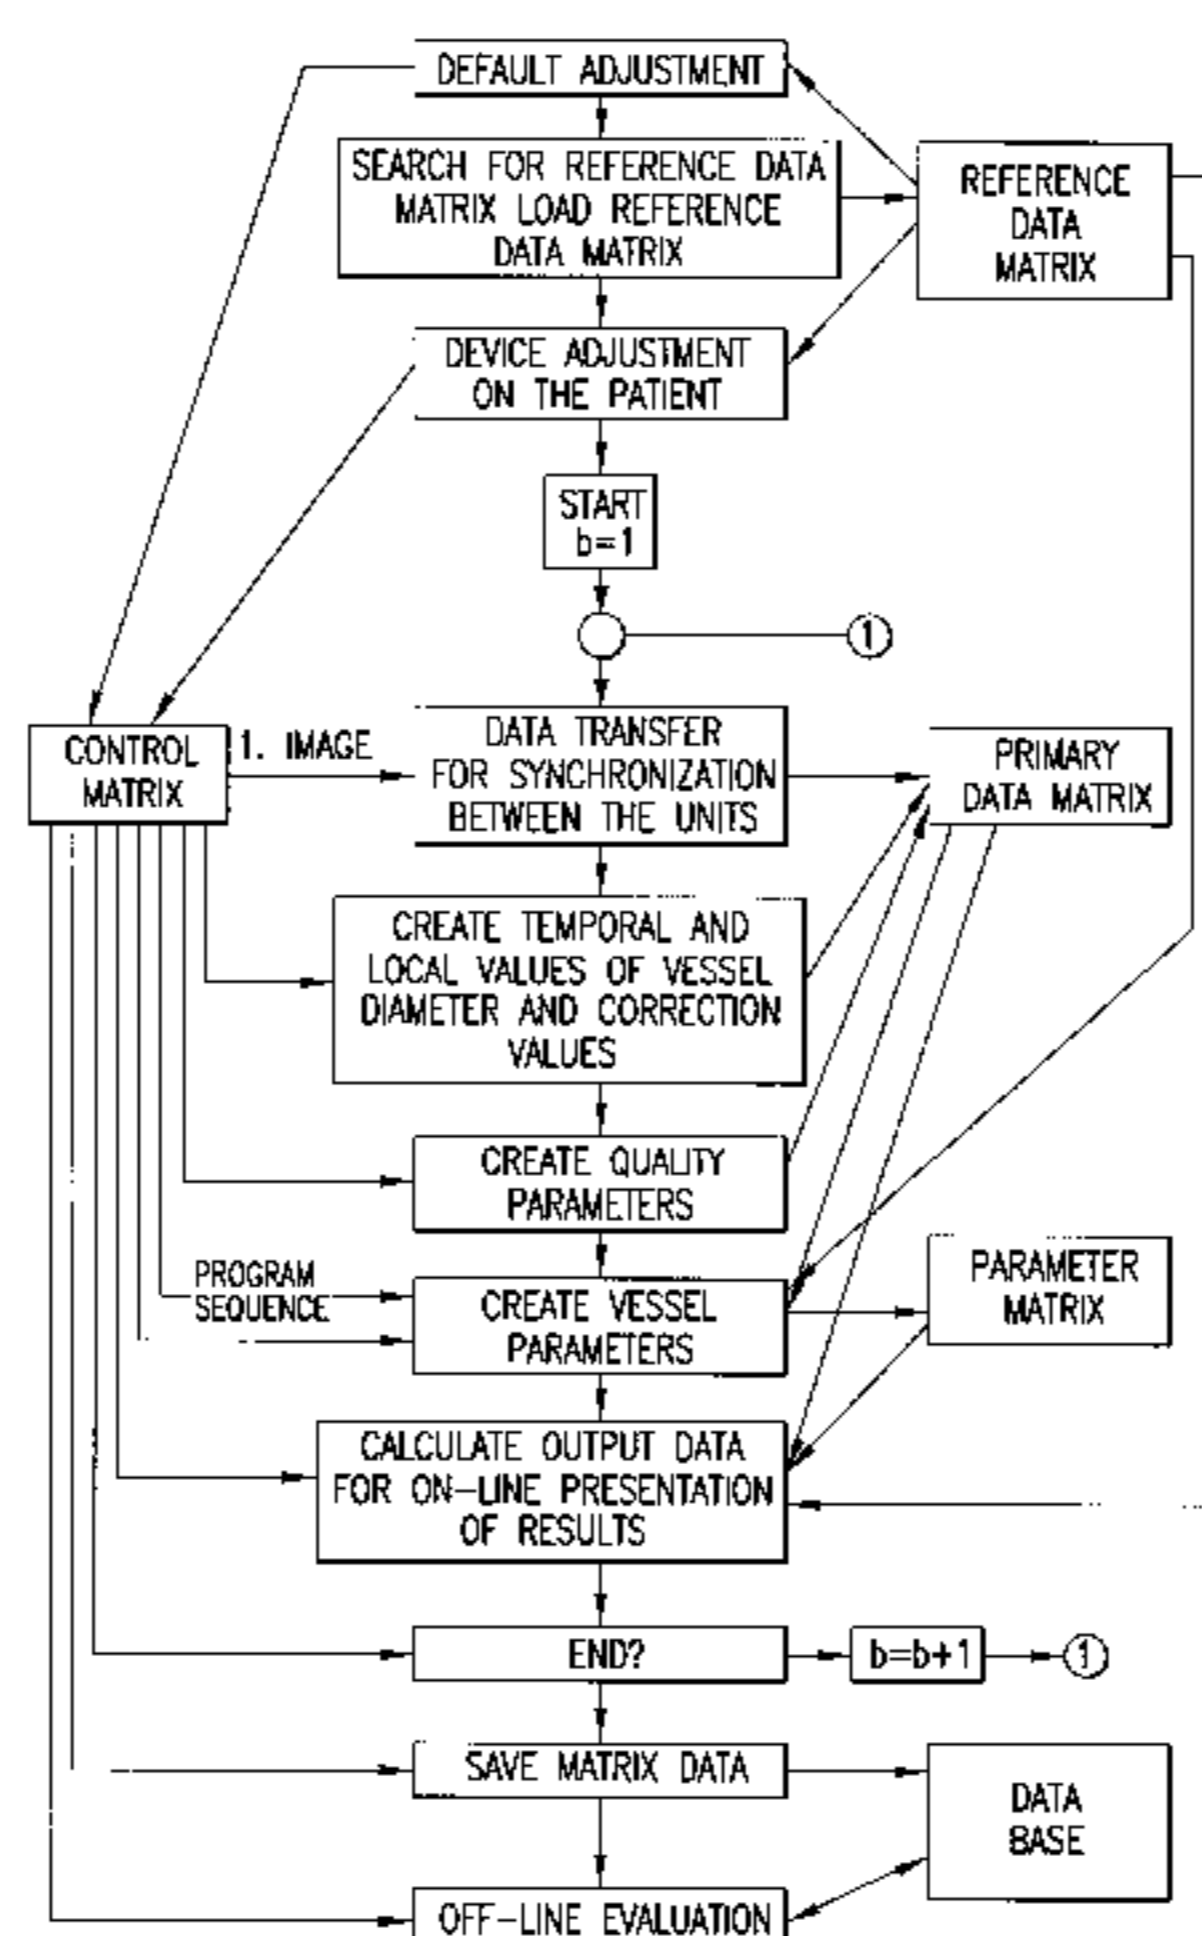 DEFAULT ADJUSTMENT
SEARCH FOR REFERENCE DATA
MATRIX LOAD REFERENCE
DATA MATRIX
REFERENCE
DATA
MATRIX
DEVICE ADJUSTMENT
ON THE PATIENT
START
b=1
1
CONTROL
MATRIX
1. IMAGE
DATA TRANSFER
FOR SYNCHRONIZATION
BETWEEN THE UNITS
PRIMARY
DATA MATRIX
CREATE TEMPORAL AND
LOCAL VALUES OF VESSEL
DIAMETER AND CORRECTION
VALUES
CREATE QUALITY
PARAMETERS
PROGRAM
SEQUENCE
CREATE VESSEL
PARAMETERS
PARAMETER
MATRIX
CALCULATE OUTPUT DATA
FOR ON-LINE PRESENTATION
OF RESULTS
END?
b=b+1
1
SAVE MATRIX DATA
DATA
BASE
OFF-LINE EVALUATION